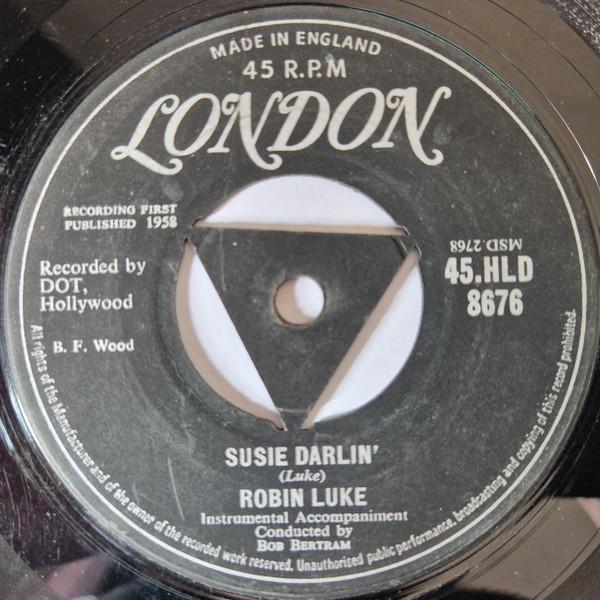 MADE IN ENGLAND
45 R.P.M
LONDON
RECORDING FIRST
PUBLISHED 1958
MSD.2768
Recorded by
DOT,
Hollywood
45.HLD
8676
B. F. Wood
SUSIE DARLIN'
(Luke)
ROBIN LUKE
Instrumental Accompaniment
Conducted by
BOB BERTRAM
All rights of the Manufacturer and of the owner of the recorded work reserved. Unauthorised public performance, broadcasting and copying of this record prohibited.